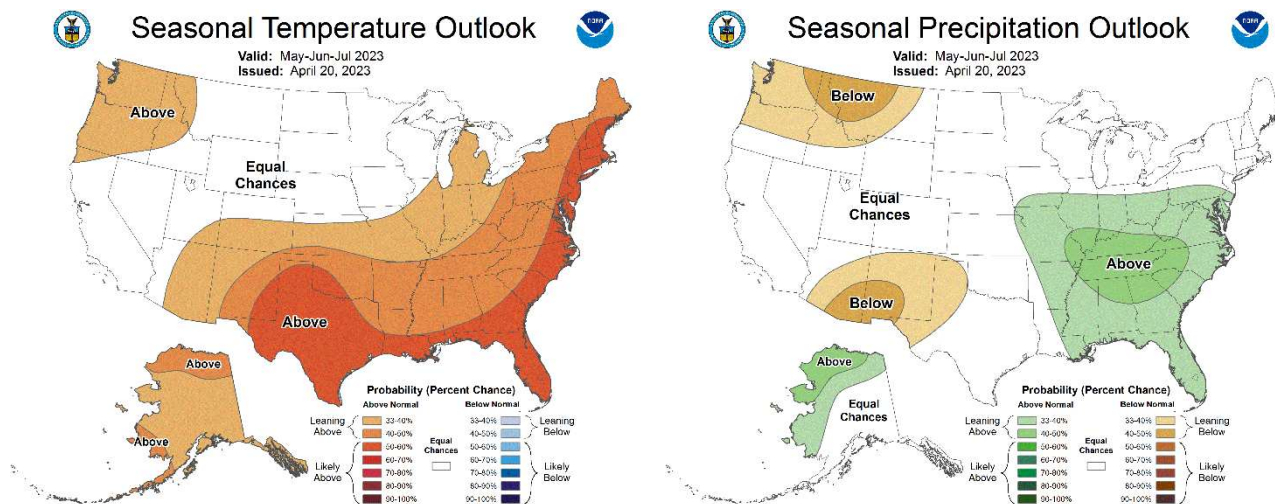 Seasonal Temperature Outlook
Valid: May-Jun-Jul 2023
Issued: April 20, 2023
Above
Equal
Chances
Above
Above
Above
Probability (Percent Chance)
Above Normal
Below Normal
Leaning
Above
33-40%
40-50%
50-60%
60-70%
70-80%
80-90%
90-100%
Likely
Above
Equal
Chances
33-40%
40-50%
50-60%
60-70%
70-80%
80-90%
90-100%
Leaning
Below
Likely
Below
Seasonal Precipitation Outlook
NOAA
Valid: May-Jun-Jul 2023
Issued: April 20, 2023
Below
Equal
Chances
Above
Below
Above
Equal
Chances
Probability (Percent Chance)
Above Normal
Below Normal
Leaning
Above
33-40%
40-50%
50-60%
60-70%
70-80%
80-90%
90-100%
Likely
Above
Equal
Chances
33-40%
40-50%
50-60%
60-70%
70-80%
80-90%
90-100%
Leaning
Below
Likely
Below